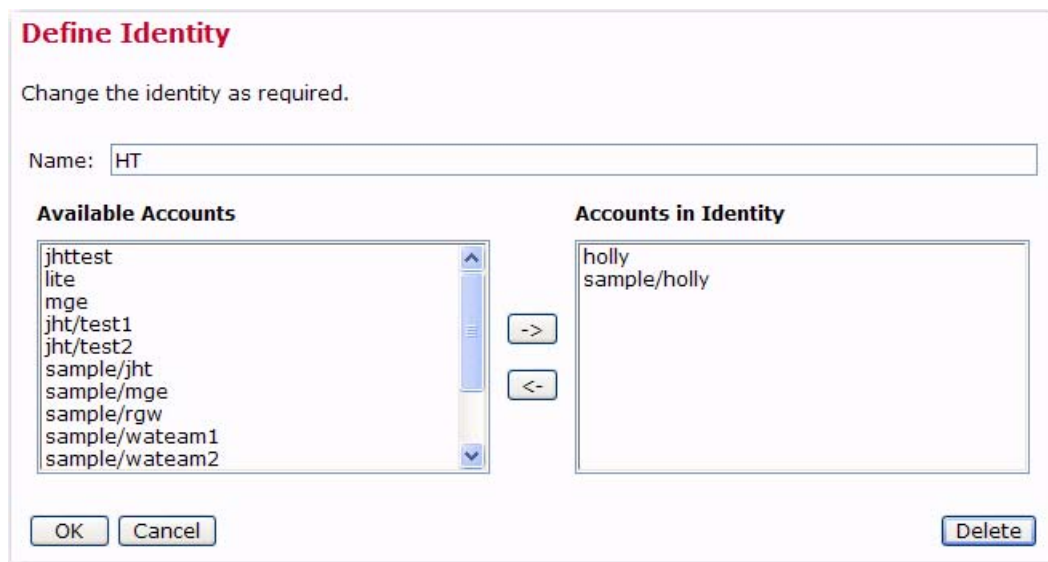 Define Identity
Change the identity as required.
Name: HT
Available Accounts
jhttest
lite
mge
jht/test1
jht/test2
sample/jht
sample/mge
sample/rgw
sample/wateam1
sample/wateam2
->
<-
Accounts in Identity
holly
sample/holly
OK Cancel Delete